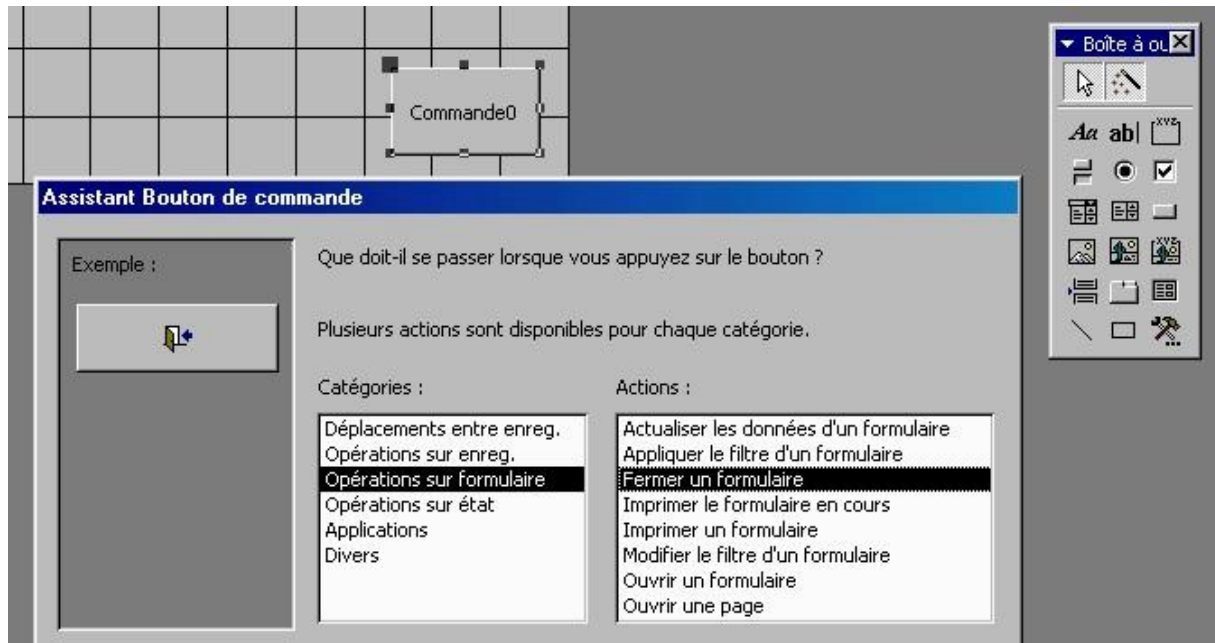 Boîte à ou
Commande0
Aa ab| XYZ
XYZ
Assistant Bouton de commande
Exemple :
Que doit-il se passer lorsque vous appuyez sur le bouton ?
Plusieurs actions sont disponibles pour chaque catégorie.
Catégories :
Déplacements entre enreg.
Opérations sur enreg.
Opérations sur formulaire
Opérations sur état
Applications
Divers
Actions :
Actualiser les données d'un formulaire
Appliquer le filtre d'un formulaire
Fermer un formulaire
Imprimer le formulaire en cours
Imprimer un formulaire
Modifier le filtre d'un formulaire
Ouvrir un formulaire
Ouvrir une page